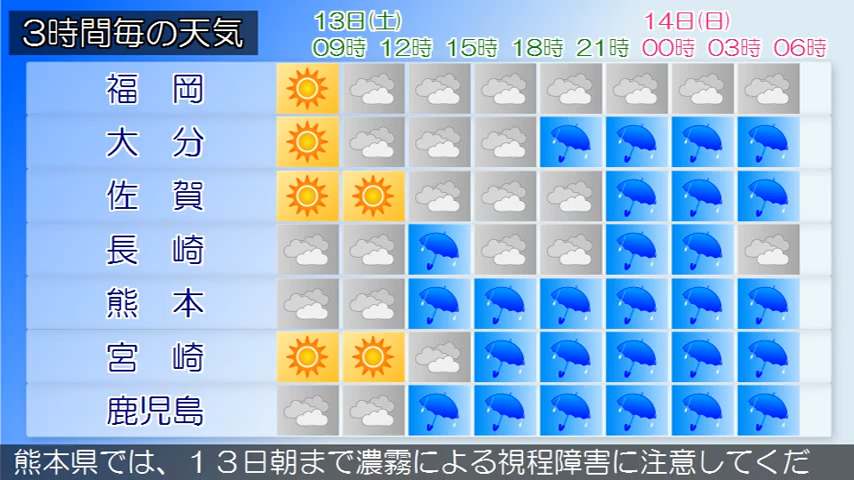 3時間毎の天気
13日(土) 14日(日)
09時 12時 15時 18時 21時 00時 03時 06時
福岡
大分
佐賀
長崎
熊本
宮崎
鹿児島
熊本県では、１３日朝まで濃霧による視程障害に注意してくだ